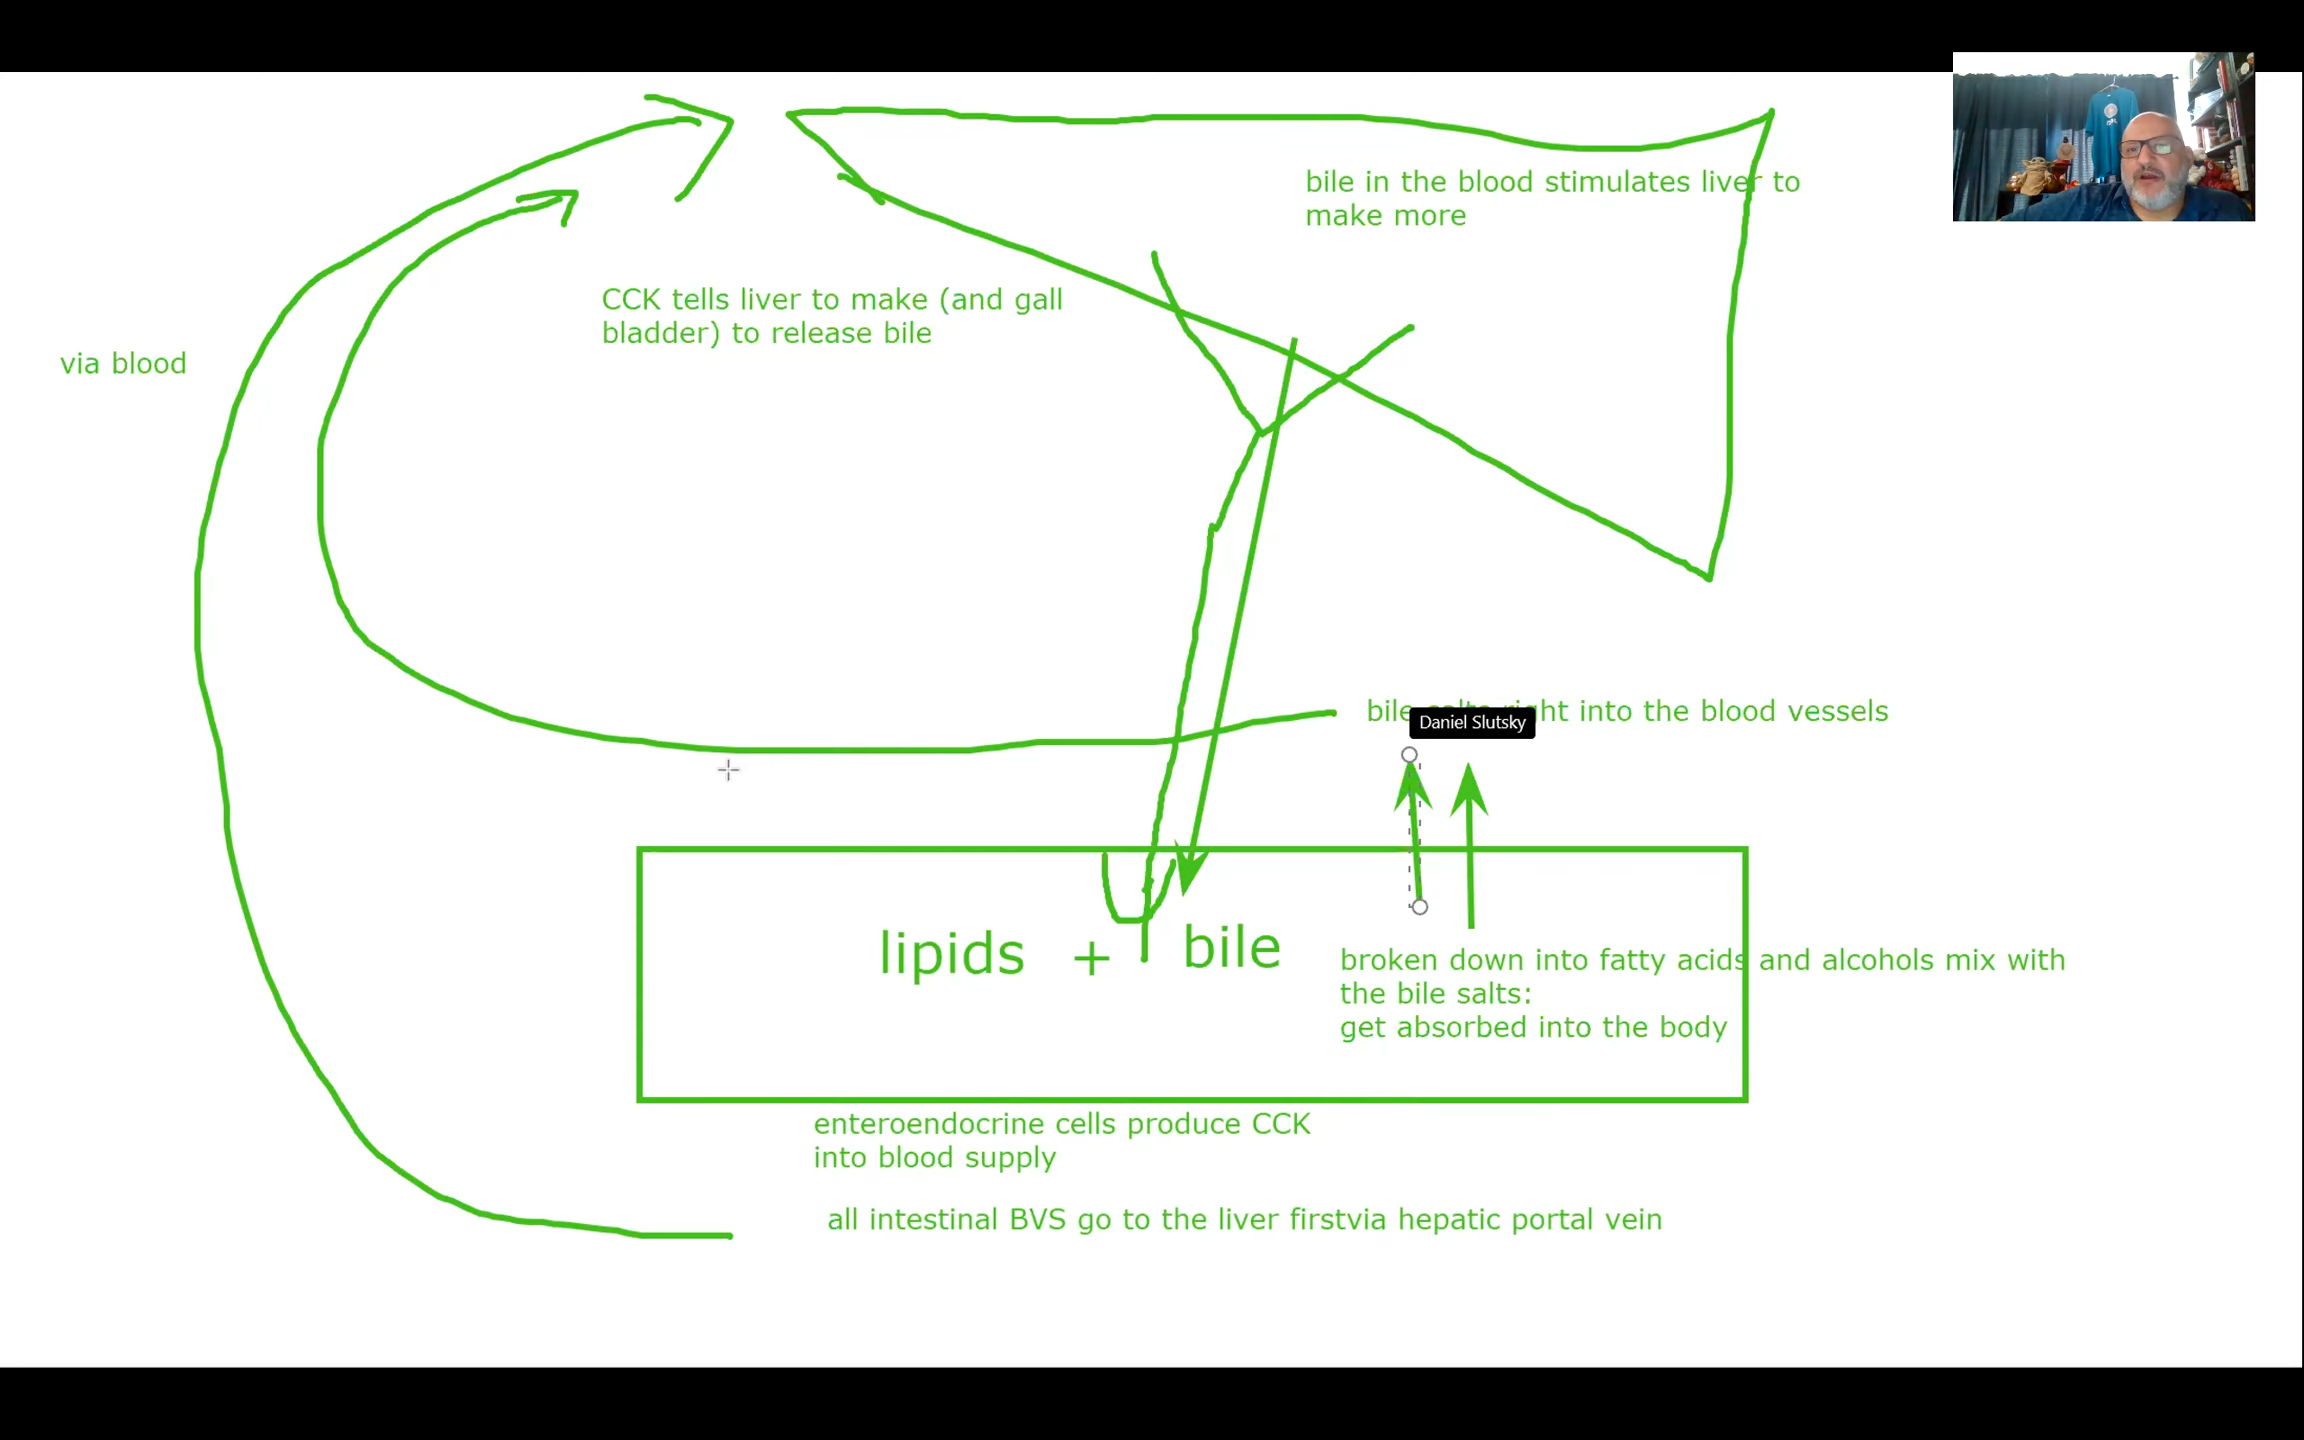 bile in the blood stimulates liver to
make more
CCK tells liver to make (and gall
bladder) to release bile
via blood
bile salts right into the blood vessels
Daniel Slutsky
lipids + bile
broken down into fatty acids and alcohols mix with
the bile salts:
get absorbed into the body
enteroendocrine cells produce CCK
into blood supply
all intestinal BVS go to the liver firstvia hepatic portal vein